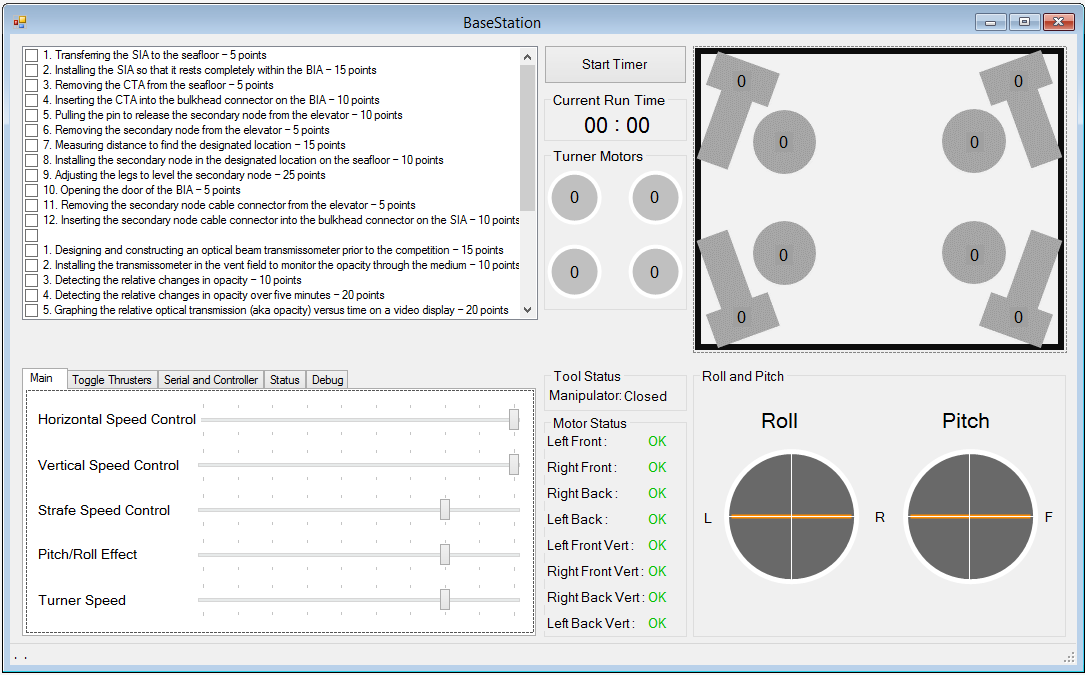 BaseStation
1. Transferring the SIA to the seafloor – 5 points
2. Installing the SIA so that it rests completely within the BIA – 15 points
3. Removing the CTA from the seafloor – 5 points
4. Inserting the CTA into the bulkhead connector on the BIA – 10 points
5. Pulling the pin to release the secondary node from the elevator – 10 points
6. Removing the secondary node from the elevator – 5 points
7. Measuring distance to find the designated location – 15 points
8. Installing the secondary node in the designated location on the seafloor – 10 points
9. Adjusting the legs to level the secondary node – 25 points
10. Opening the door of the BIA – 5 points
11. Removing the secondary node cable connector from the elevator – 5 points
12. Inserting the secondary node cable connector into the bulkhead connector on the SIA – 10 points
1. Designing and constructing an optical beam transmissometer prior to the competition – 15 points
2. Installing the transmissometer in the vent field to monitor the opacity through the medium – 10 points
3. Detecting the relative changes in opacity – 10 points
4. Detecting the relative changes in opacity over five minutes – 20 points
5. Graphing the relative optical transmission (aka opacity) versus time on a video display – 20 points
Start Timer
Current Run Time
00 : 00
Turner Motors
0 0
0 0
0 0
0 0
0 0
0 0
Main Toggle Thrusters Serial and Controller Status Debug
Horizontal Speed Control
Vertical Speed Control
Strafe Speed Control
Pitch/Roll Effect
Turner Speed
Tool Status
Manipulator: Closed
Motor Status
Left Front : OK
Right Front : OK
Right Back : OK
Left Back : OK
Left Front Vert : OK
Right Front Vert : OK
Right Back Vert : OK
Left Back Vert : OK
Roll and Pitch
Roll Pitch
L R F
. .